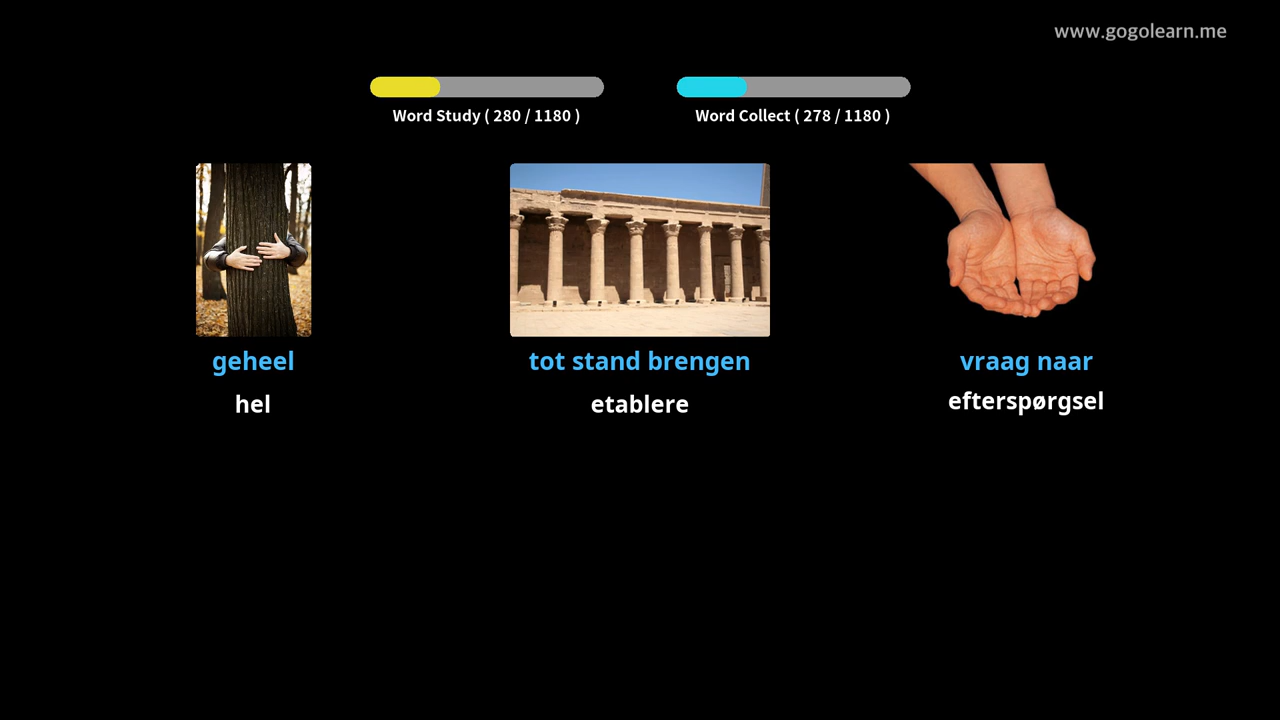 www.gogolearn.me
Word Study ( 280 / 1180 )
Word Collect ( 278 / 1180 )
geheel
hel
tot stand brengen
etablere
vraag naar
efterspørgsel